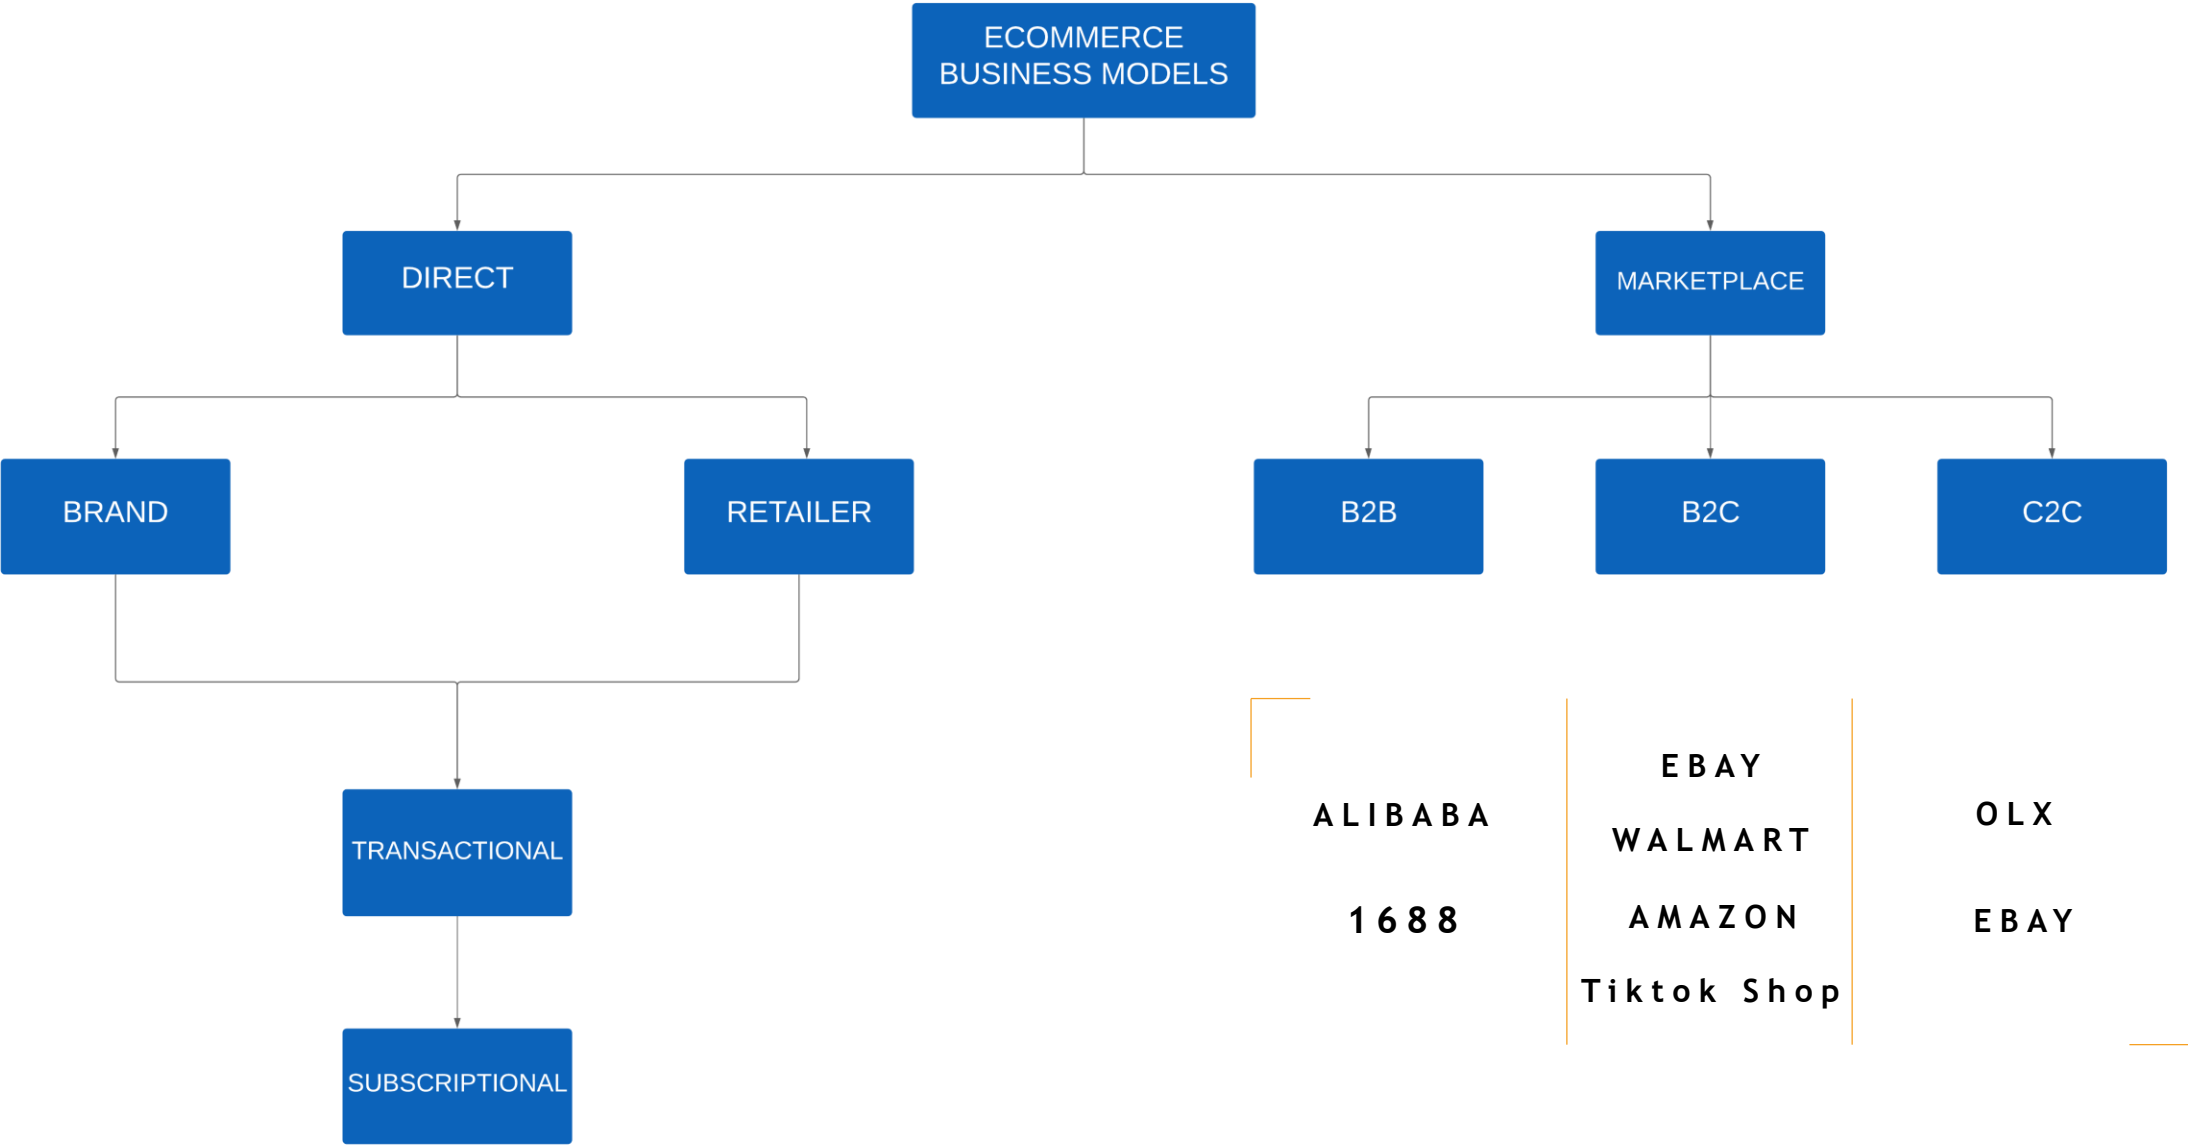 ECOMMERCE
BUSINESS MODELS
DIRECT
MARKETPLACE
BRAND
RETAILER
B2B
B2C
C2C
ALIBABA
1688
EBAY
WALMART
AMAZON
Tiktok Shop
OLX
EBAY
TRANSACTIONAL
SUBSCRIPTIONAL